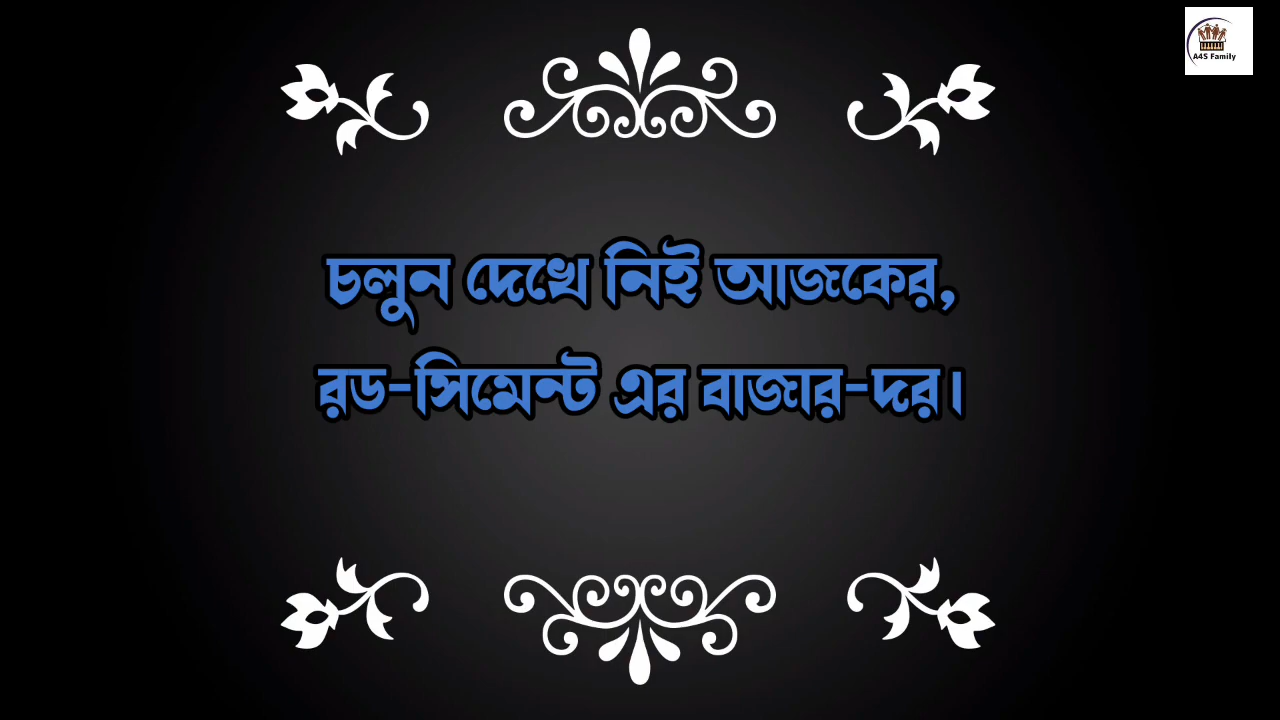 A4S Family
চলুন দেখে নিই আজকের,
রড-সিমেন্ট এর বাজার-দর।